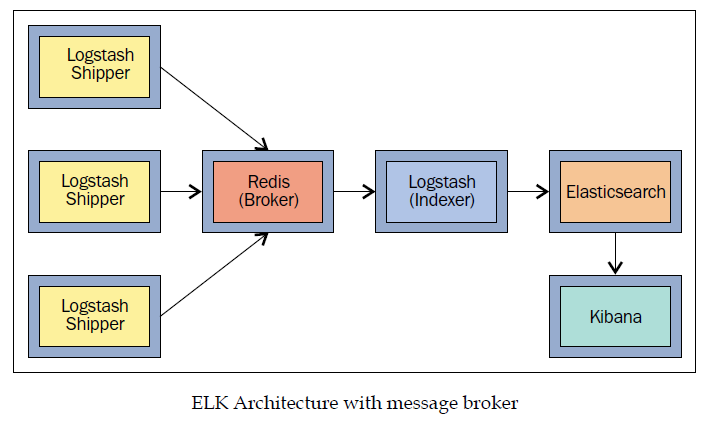 Logstash
Shipper
Logstash
Shipper
Redis
(Broker)
Logstash
(Indexer)
Elasticsearch
Logstash
Shipper
Kibana
ELK Architecture with message broker